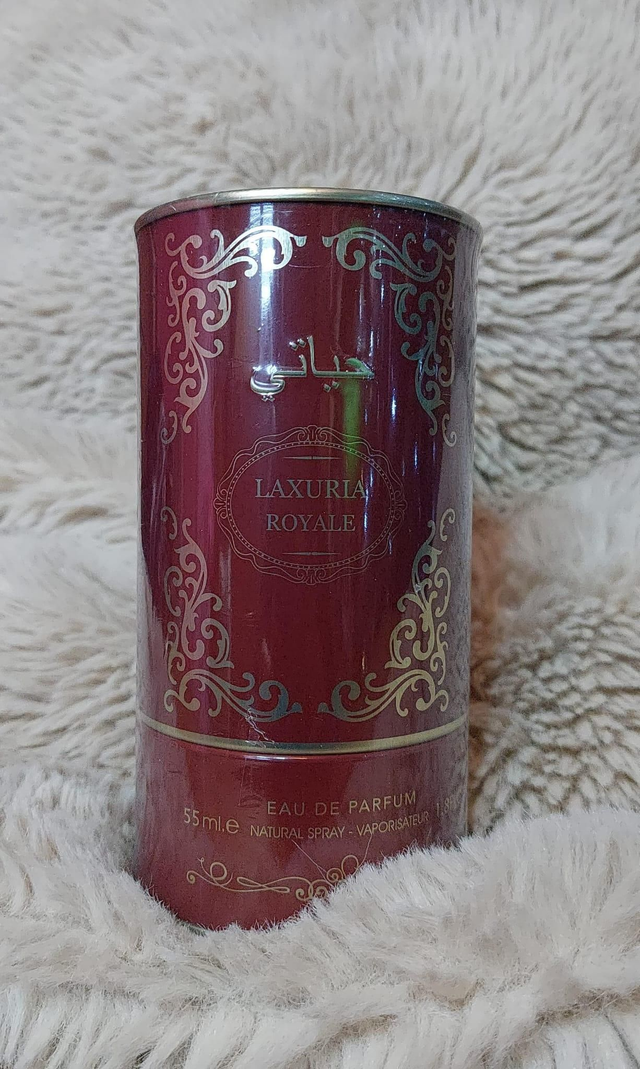 حياتي
LAXURIA
ROYALE
EAU DE PARFUM
55ml.e NATURAL SPRAY - VAPORISATEUR